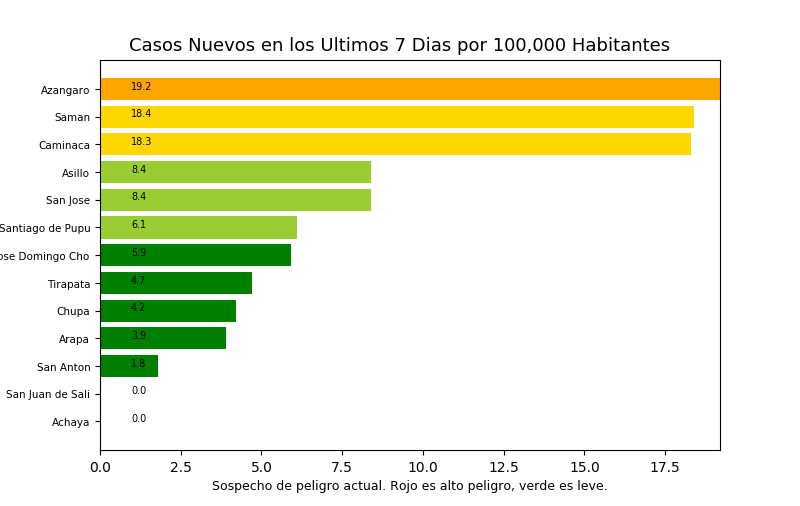 Casos Nuevos en los Ultimos 7 Dias por 100,000 Habitantes
Azangaro 19.2
Saman 18.4
Caminaca 18.3
Asillo 8.4
San Jose 8.4
Santiago de Pupu 6.1
ose Domingo Cho 5.9
Tirapata 4.7
Chupa 4.2
Arapa 3.9
San Anton 1.8
San Juan de Sali 0.0
Achaya 0.0
0.0 2.5 5.0 7.5 10.0 12.5 15.0 17.5
Sospecho de peligro actual. Rojo es alto peligro, verde es leve.